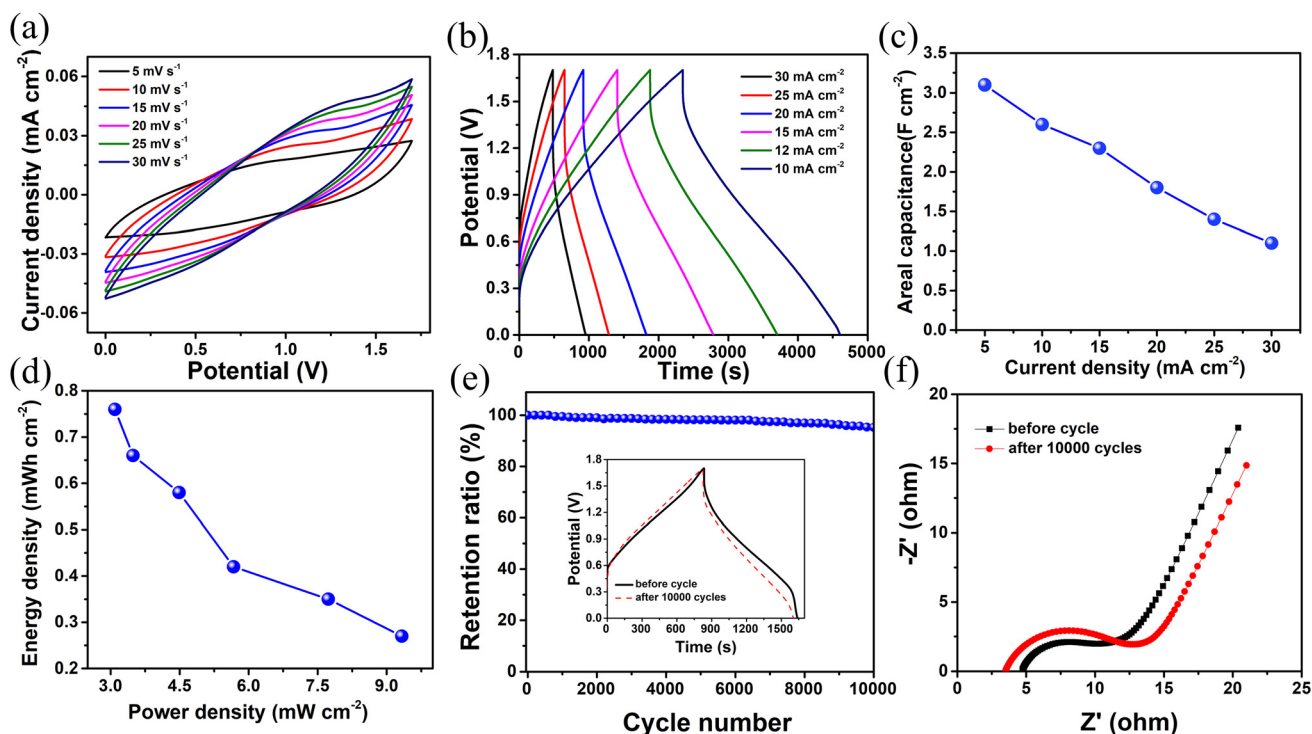 (a)
5 mV s⁻¹
10 mV s⁻¹
15 mV s⁻¹
20 mV s⁻¹
25 mV s⁻¹
30 mV s⁻¹
Current density (mA cm⁻²)
0.06
0.03
0.00
-0.03
-0.06
0.0 0.5 1.0 1.5
Potential (V)
(b)
30 mA cm⁻²
25 mA cm⁻²
20 mA cm⁻²
15 mA cm⁻²
12 mA cm⁻²
10 mA cm⁻²
Potential (V)
1.8
1.5
1.2
0.9
0.6
0.3
0.0
0 1000 2000 3000 4000 5000
Time (s)
(c)
Areal capacitance(F cm⁻²)
3.5
3.0
2.5
2.0
1.5
1.0
0.5
0.0
5 10 15 20 25 30
Current density (mA cm⁻²)
(d)
Energy density (mWh cm⁻²)
0.8
0.7
0.6
0.5
0.4
0.3
0.2
3.0 4.5 6.0 7.5 9.0
Power density (mW cm⁻²)
(e)
Retention ratio (%)
100
80
60
40
20
0
0 2000 4000 6000 8000 10000
Cycle number
Potential (V)
1.8
1.5
1.2
0.9
0.6
0.3
0.0
before cycle
after 10000 cycles
0 300 600 900 1200 1500
Time (s)
(f)
before cycle
after 10000 cycles
-Z' (ohm)
-20
-15
-10
-5
0
0 5 10 15 20 25
Z' (ohm)